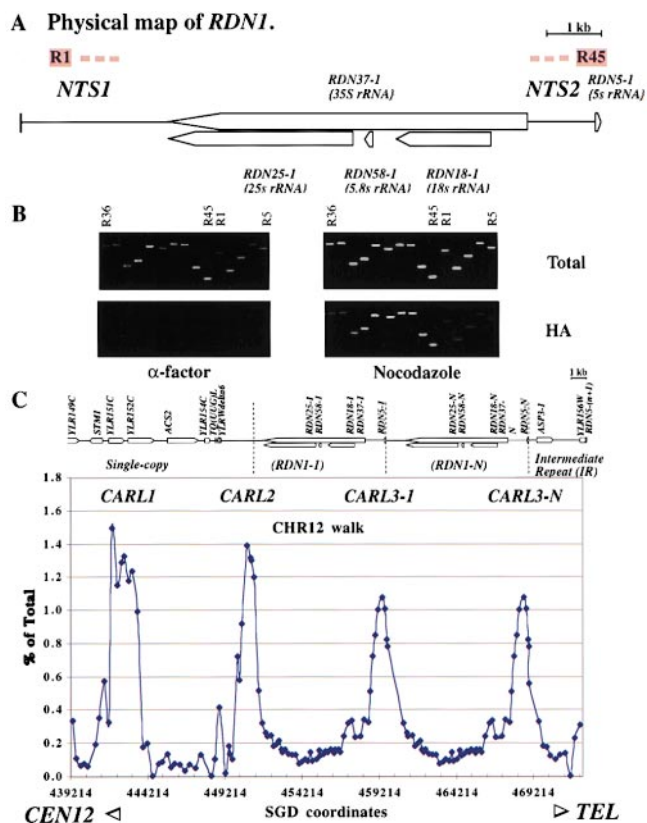 A Physical map of RDN1.
1 kb
R1 R45
NTS1 NTS2
RDN37-1
(35S rRNA)
RDN5-1
(5s rRNA)
RDN25-1
(25s rRNA)
RDN58-1
(5.8s rRNA)
RDN18-1
(18s rRNA)
B
R36 R45 R1 R5
R36 R45 R1 R5
Total
HA
α-factor Nocodazole
1 kb
C
YLR149C STM1 YLR151C YLR152C ACS2 YLR154C YLRWdelta6 RDN25-1 RDN58-1 RDN18-1 RDN37-1 RDN5-1 RDN25-N RDN58-N RDN18-N RDN37-N RDN5-N ASP3-1 YLR156W RDN5-(n+1)
Single-copy (RDN1-1) (RDN1-N) Intermediate
Repeat (IR)
CARL1 CARL2 CARL3-1 CARL3-N
CHR12 walk
% of Total
1.8
1.6
1.4
1.2
1.0
0.8
0.6
0.4
0.2
0.0
439214 444214 449214 454214 459214 464214 469214
CEN12 SGD coordinates TEL